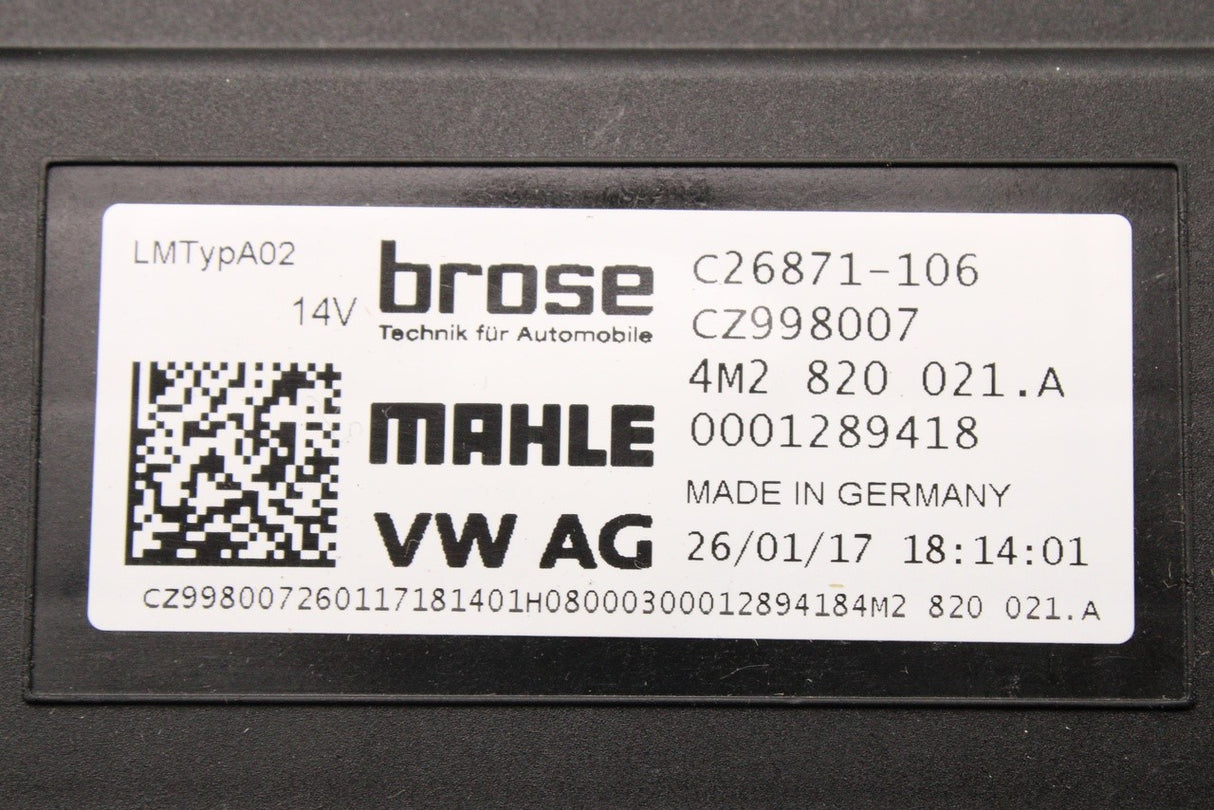 LMTypA02
14V
brose
Technik für Automobile
MAHLE
VW AG
C26871-106
CZ998007
4M2 820 021.A
0001289418
MADE IN GERMANY
26/01/17 18:14:01
CZ998007260117181401H08000300012894184M2 820 021.A